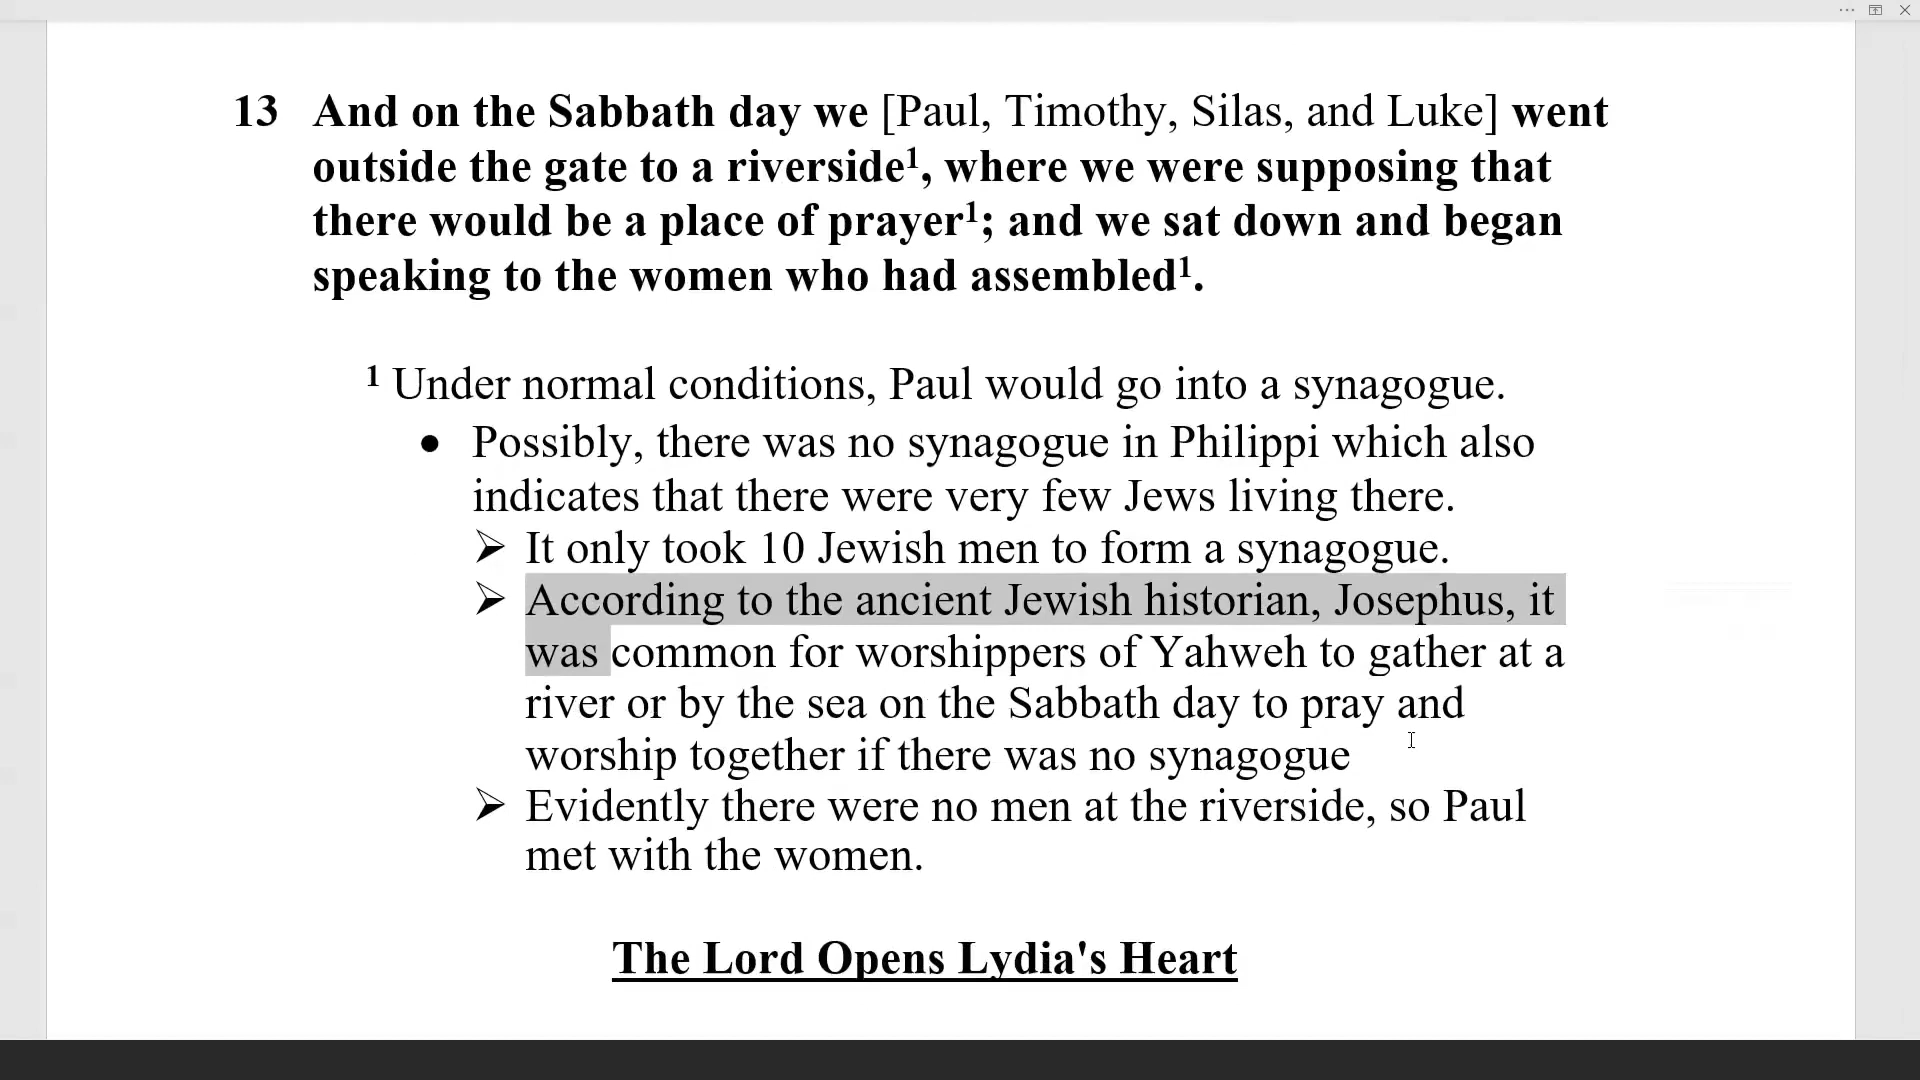 13 And on the Sabbath day we [Paul, Timothy, Silas, and Luke] went
outside the gate to a riverside¹, where we were supposing that
there would be a place of prayer¹; and we sat down and began
speaking to the women who had assembled¹.
¹ Under normal conditions, Paul would go into a synagogue.
● Possibly, there was no synagogue in Philippi which also
indicates that there were very few Jews living there.
➢ It only took 10 Jewish men to form a synagogue.
➢ According to the ancient Jewish historian, Josephus, it
was common for worshippers of Yahweh to gather at a
river or by the sea on the Sabbath day to pray and
worship together if there was no synagogue
➢ Evidently there were no men at the riverside, so Paul
met with the women.
The Lord Opens Lydia's Heart